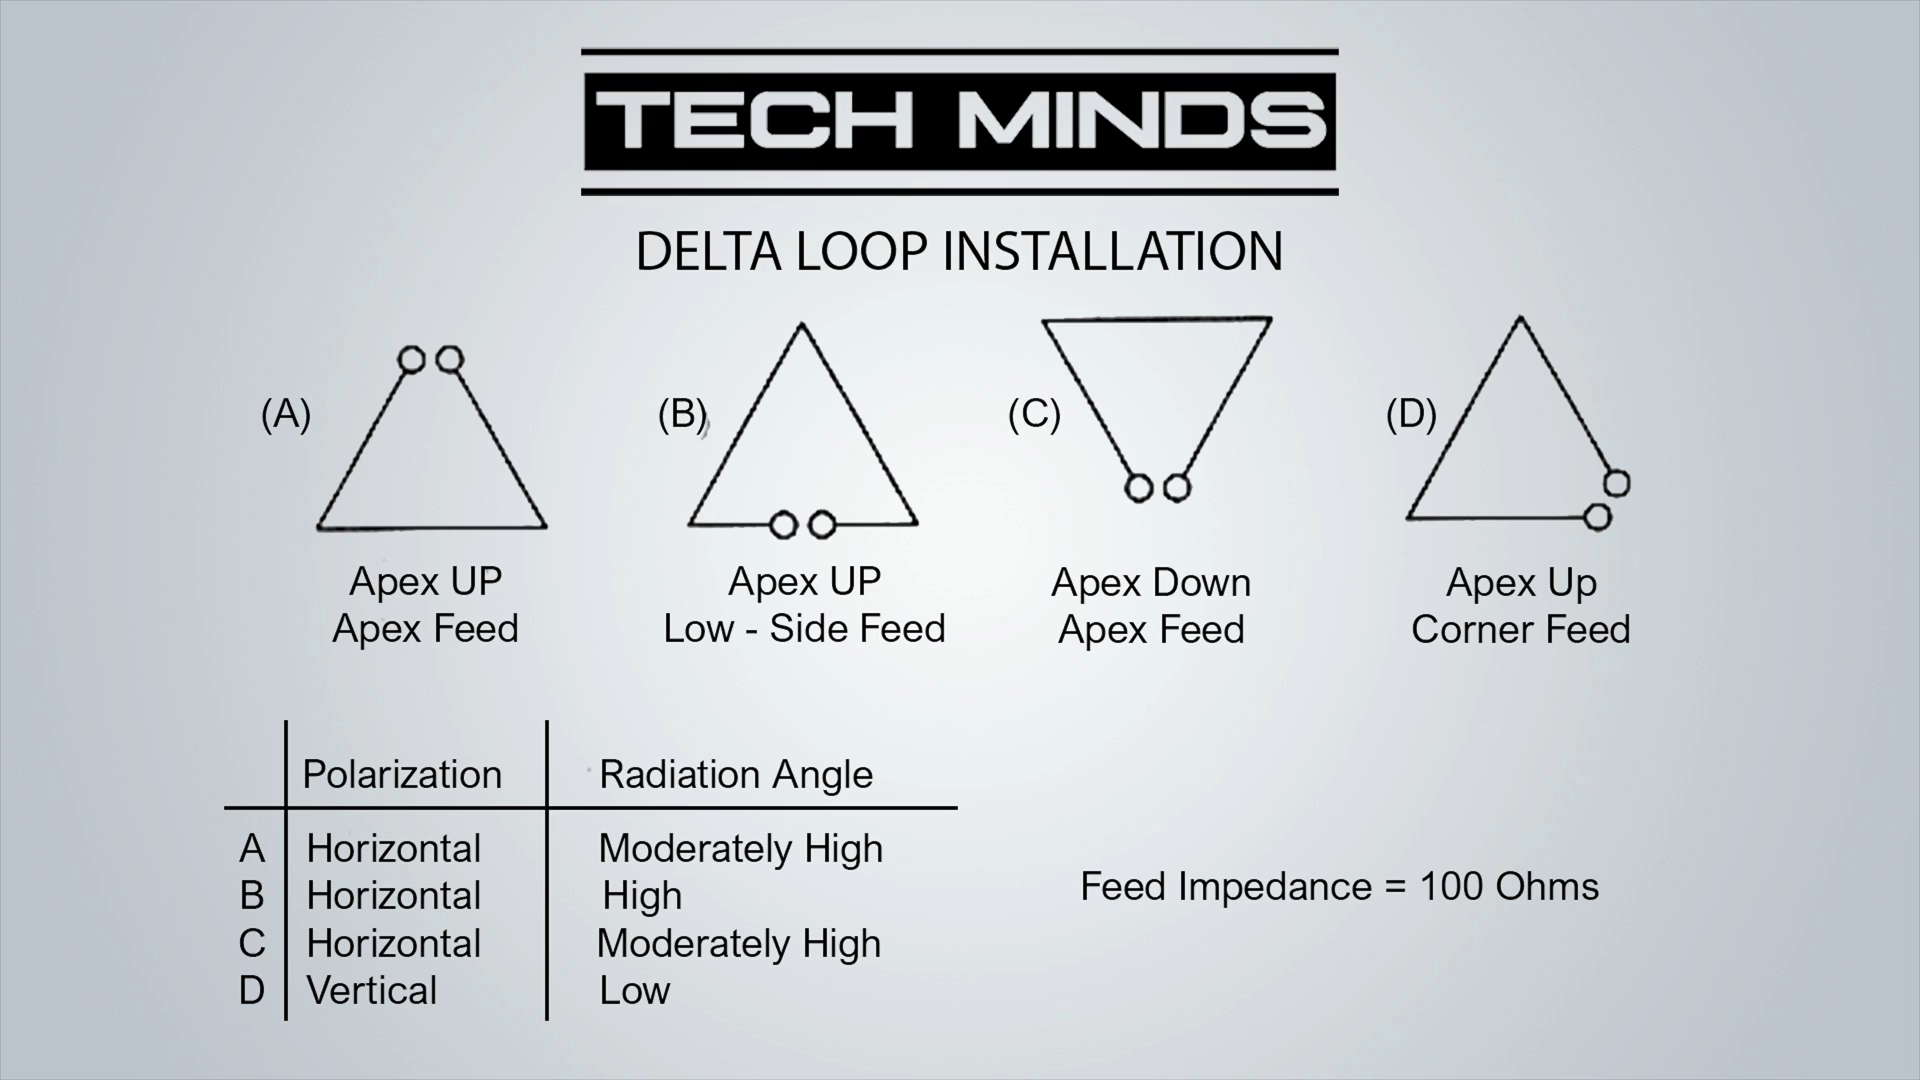 TECH MINDS
DELTA LOOP INSTALLATION
(A)
(B)
(C)
(D)
Apex UP
Apex Feed
Apex UP
Low - Side Feed
Apex Down
Apex Feed
Apex Up
Corner Feed
Polarization Radiation Angle
A Horizontal Moderately High
B Horizontal High
C Horizontal Moderately High
D Vertical Low
Feed Impedance = 100 Ohms